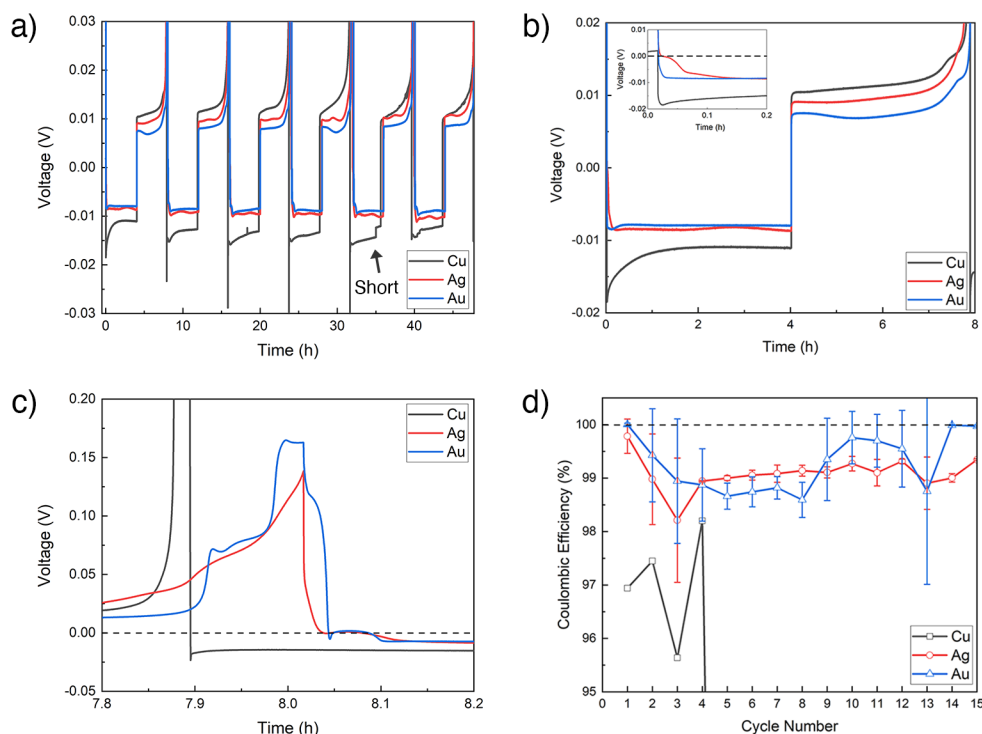 a)
0.03
0.02
0.01
0.00
-0.01
-0.02
-0.03
Voltage (V)
0 10 20 30 40
Time (h)
Short
Cu
Ag
Au
b)
0.02
0.01
0.00
-0.01
-0.02
Voltage (V)
0 2 4 6 8
Time (h)
0.01
0.00
-0.01
-0.02
Voltage (V)
0.0 0.1 0.2
Time (h)
Cu
Ag
Au
c)
0.20
0.15
0.10
0.05
0.00
-0.05
Voltage (V)
7.8 7.9 8.0 8.1 8.2
Time (h)
Cu
Ag
Au
d)
100
99
98
97
96
95
Coulombic Efficiency (%)
0 1 2 3 4 5 6 7 8 9 10 11 12 13 14 15
Cycle Number
Cu
Ag
Au